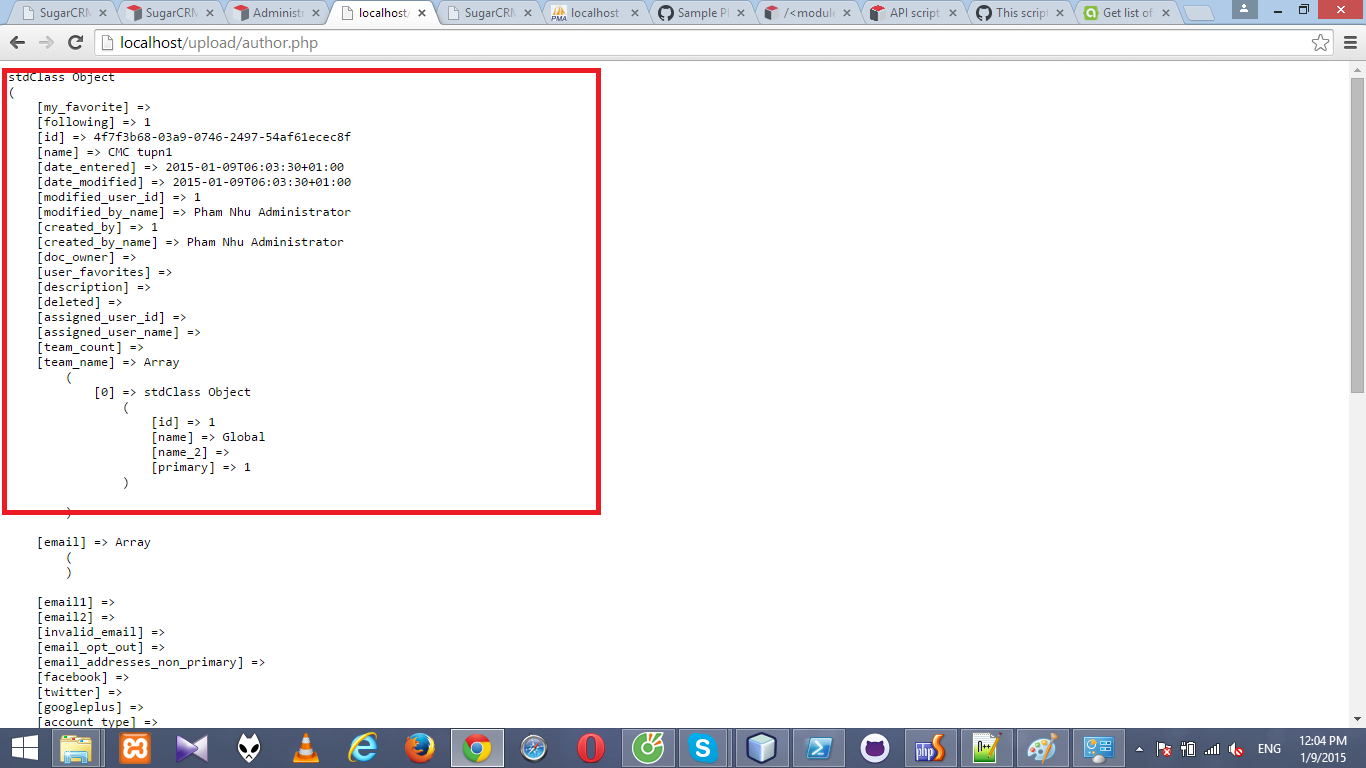 SugarCRM
SugarCRM
Administ
localhost/
SugarCRM
localhost
Sample Pl
/<module
API script
This script
Get list of
localhost/upload/author.php
stdClass Object
(
[my_favorite] =>
[following] => 1
[id] => 4f7f3b68-03a9-0746-2497-54af61ecec8f
[name] => CMC tupn1
[date_entered] => 2015-01-09T06:03:30+01:00
[date_modified] => 2015-01-09T06:03:30+01:00
[modified_user_id] => 1
[modified_by_name] => Pham Nhu Administrator
[created_by] => 1
[created_by_name] => Pham Nhu Administrator
[doc_owner] =>
[user_favorites] =>
[description] =>
[deleted] =>
[assigned_user_id] =>
[assigned_user_name] =>
[team_count] =>
[team_name] => Array
(
[0] => stdClass Object
(
[id] => 1
[name] => Global
[name_2] =>
[primary] => 1
)
)
[email] => Array
(
)
[email1] =>
[email2] =>
[invalid_email] =>
[email_opt_out] =>
[email_addresses_non_primary] =>
[facebook] =>
[twitter] =>
[googleplus] =>
[account_type] =>
ENG
12:04 PM
1/9/2015